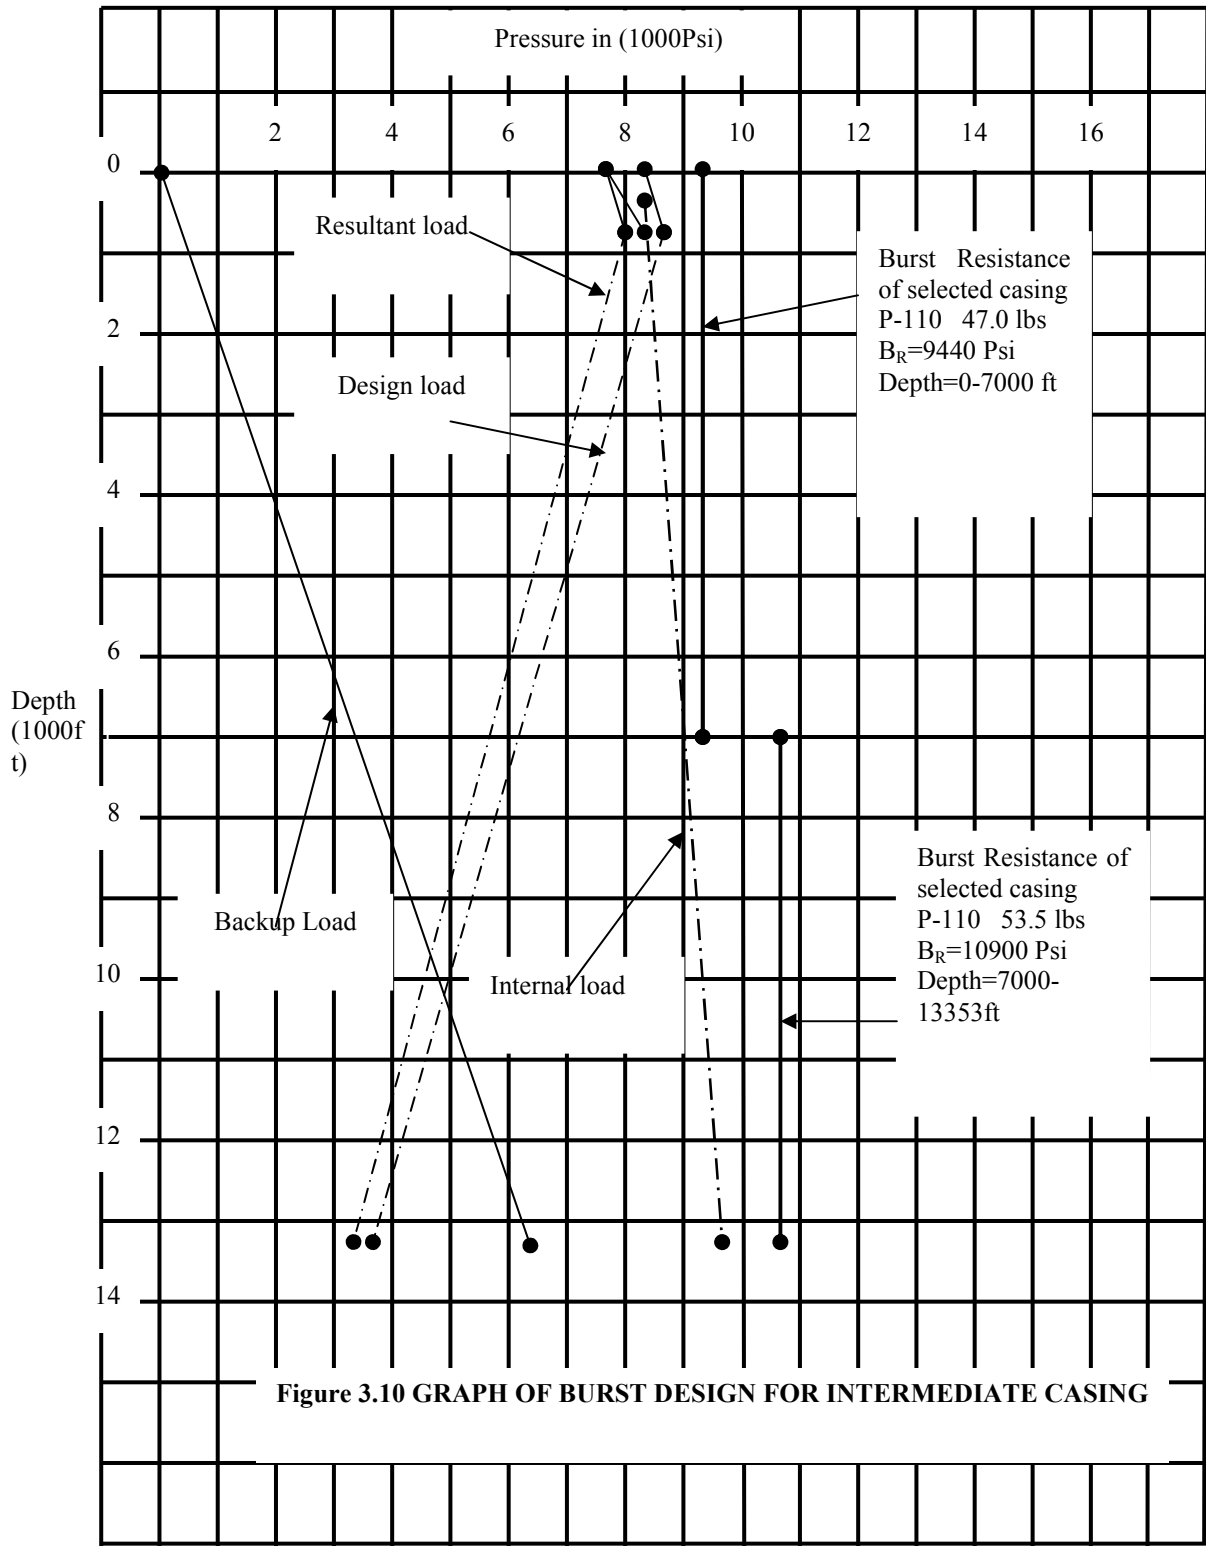 Pressure in (1000Psi)
2 4 6 8 10 12 14 16
0
Resultant load
Burst Resistance
of selected casing
P-110 47.0 lbs
BR=9440 Psi
Depth=0-7000 ft
2
Design load
4
6
Depth
(1000f
t)
8
Burst Resistance of
selected casing
P-110 53.5 lbs
BR=10900 Psi
Depth=7000-
13353ft
Backup Load
10
Internal load
12
14
Figure 3.10 GRAPH OF BURST DESIGN FOR INTERMEDIATE CASING